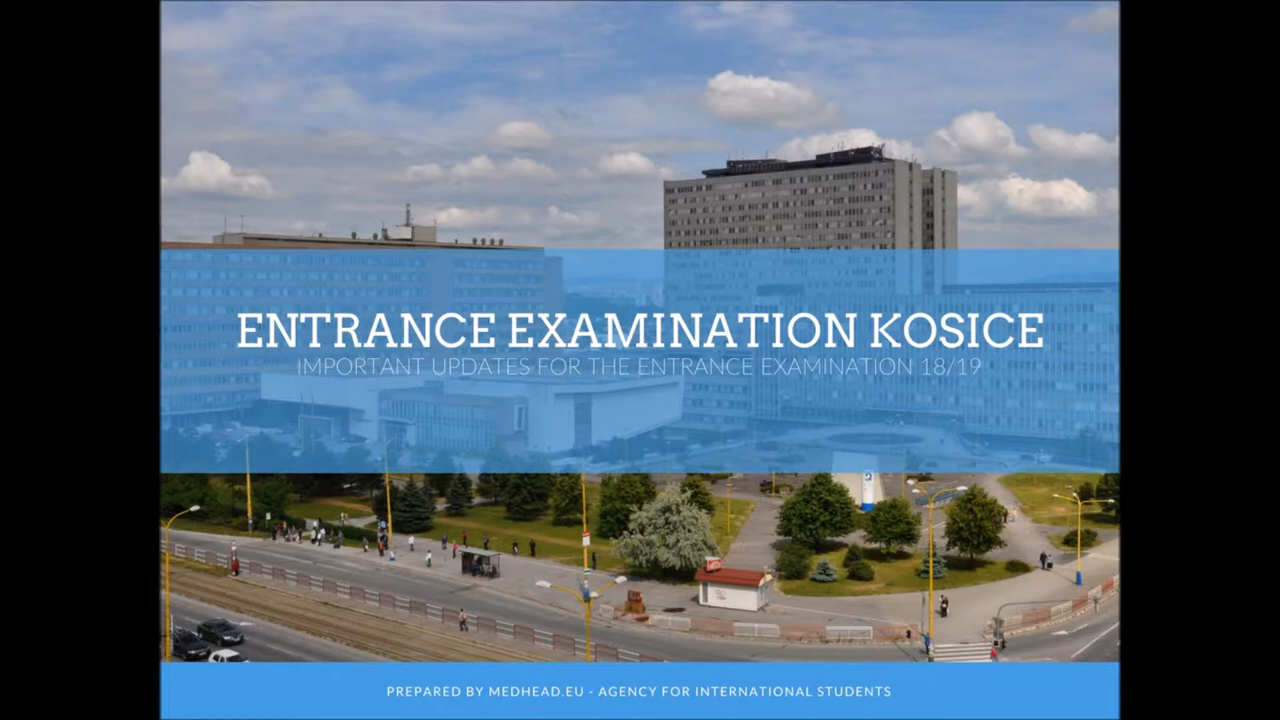 ENTRANCE EXAMINATION KOSICE
IMPORTANT UPDATES FOR THE ENTRANCE EXAMINATION 18/19
PREPARED BY MEDHEAD.EU - AGENCY FOR INTERNATIONAL STUDENTS